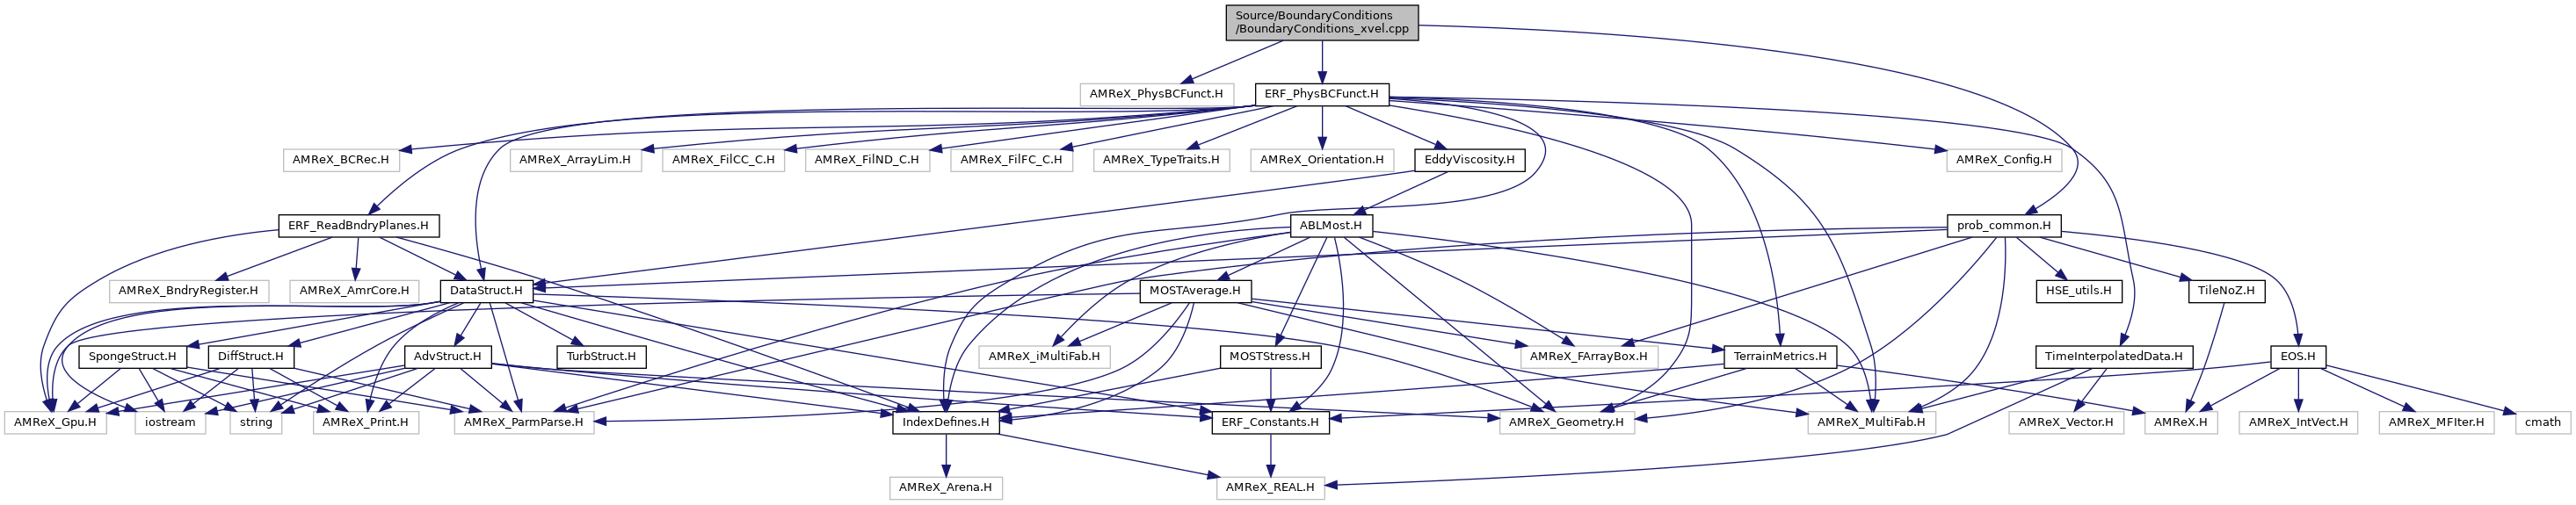 Source/BoundaryConditions
/BoundaryConditions_xvel.cpp
AMReX_PhysBCFunct.H
ERF_PhysBCFunct.H
AMReX_BCRec.H
AMReX_ArrayLim.H
AMReX_FilCC_C.H
AMReX_FilND_C.H
AMReX_FilFC_C.H
AMReX_TypeTraits.H
AMReX_Orientation.H
EddyViscosity.H
AMReX_Config.H
ERF_ReadBndryPlanes.H
ABLMost.H
prob_common.H
AMReX_BndryRegister.H
AMReX_AmrCore.H
DataStruct.H
MOSTAverage.H
HSE_utils.H
TileNoZ.H
SpongeStruct.H
DiffStruct.H
AdvStruct.H
TurbStruct.H
AMReX_iMultiFab.H
MOSTStress.H
AMReX_FArrayBox.H
TerrainMetrics.H
TimeInterpolatedData.H
EOS.H
AMReX_Gpu.H
iostream
string
AMReX_Print.H
AMReX_ParmParse.H
IndexDefines.H
ERF_Constants.H
AMReX_Geometry.H
AMReX_MultiFab.H
AMReX_Vector.H
AMReX.H
AMReX_IntVect.H
AMReX_MFIter.H
cmath
AMReX_Arena.H
AMReX_REAL.H